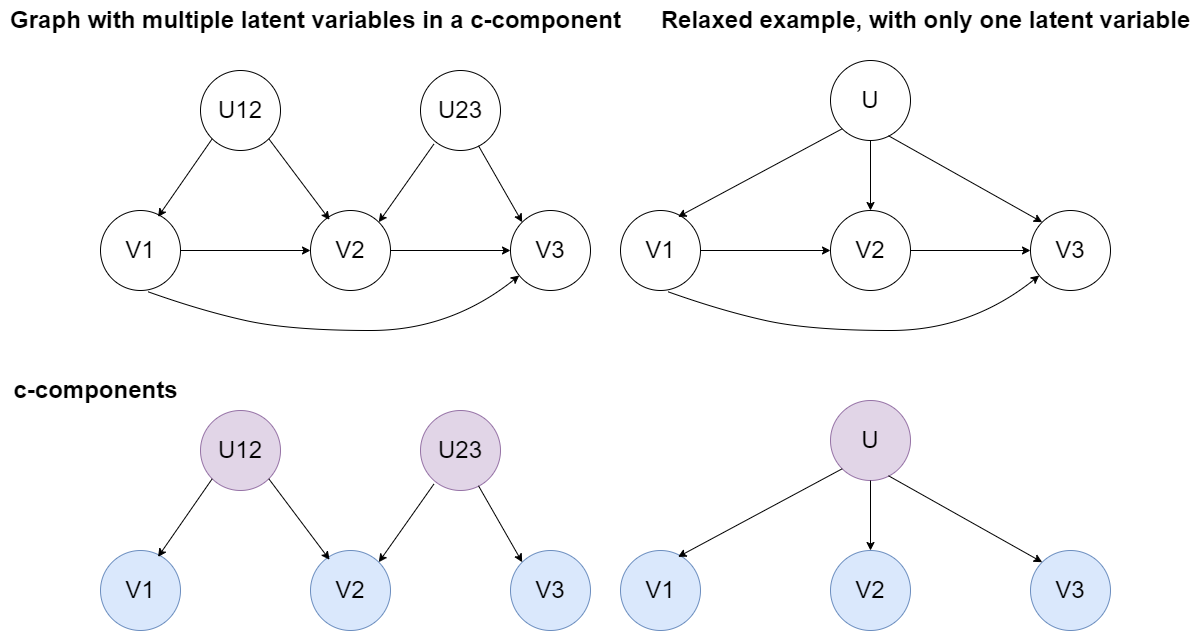 Graph with multiple latent variables in a c-component
Relaxed example, with only one latent variable
U12
U23
V1
V2
V3
U
V1
V2
V3
c-components
U12
U23
V1
V2
V3
U
V1
V2
V3